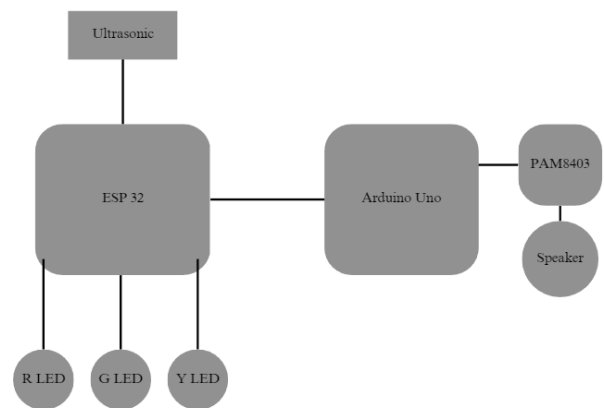 Ultrasonic
ESP 32
Arduino Uno
PAM8403
Speaker
R LED
G LED
Y LED